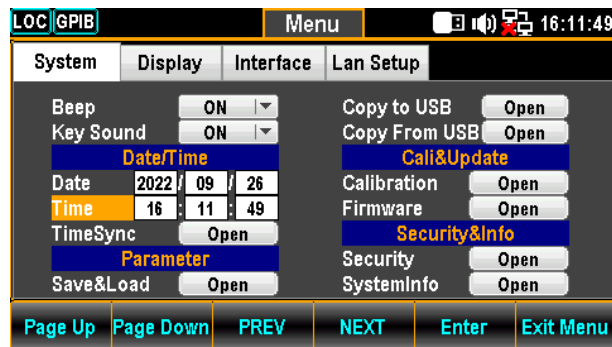 LOC GPIB Menu 16:11:49
System Display Interface Lan Setup
Beep ON
Key Sound ON
Date/Time
Date 2022 / 09 / 26
Time 16 : 11 : 49
TimeSync Open
Parameter
Save&Load Open
Copy to USB Open
Copy From USB Open
Cali&Update
Calibration Open
Firmware Open
Security&Info
Security Open
SystemInfo Open
Page Up Page Down PREV NEXT Enter Exit Menu